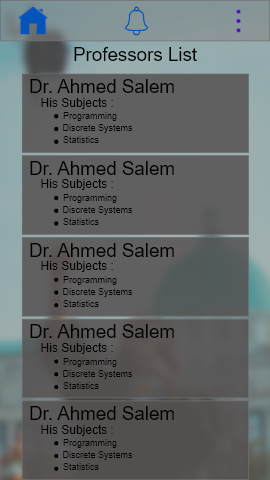 Professors List
Dr. Ahmed Salem
His Subjects :
Programming
Discrete Systems
Statistics
Dr. Ahmed Salem
His Subjects :
Programming
Discrete Systems
Statistics
Dr. Ahmed Salem
His Subjects :
Programming
Discrete Systems
Statistics
Dr. Ahmed Salem
His Subjects :
Programming
Discrete Systems
Statistics
Dr. Ahmed Salem
His Subjects :
Programming
Discrete Systems
Statistics